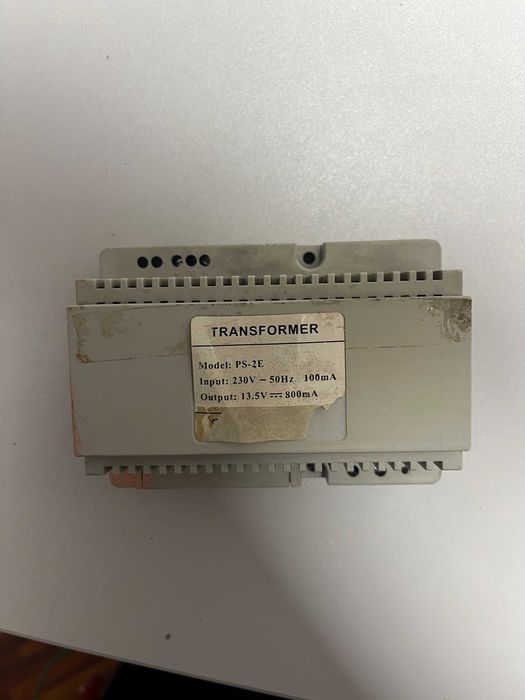 TRANSFORMER
Model: PS-2E
Input: 230V ~ 50Hz 100mA
Output: 13.5V ⎓ 800mA